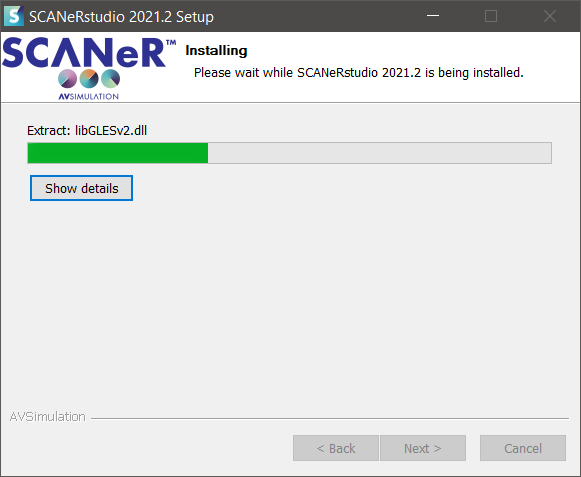 SCANeRstudio 2021.2 Setup
SCANeR™
AVSIMULATION
Installing
Please wait while SCANeRstudio 2021.2 is being installed.
Extract: libGLESv2.dll
Show details
AVSimulation
< Back
Next >
Cancel